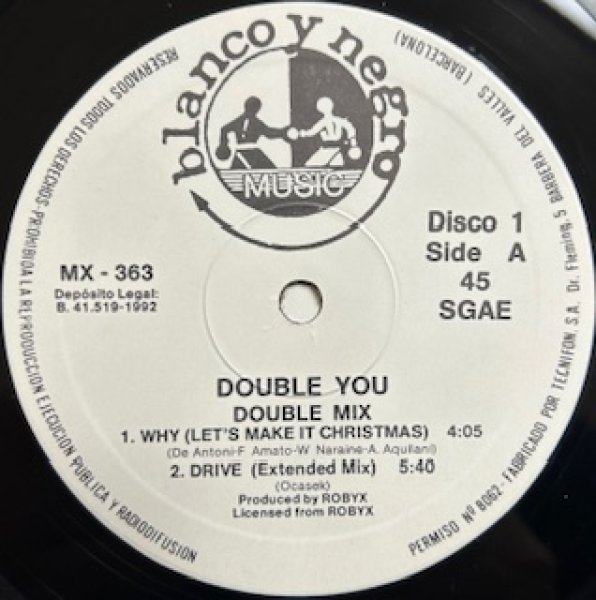 blanco y negro
MUSIC
Disco 1
Side A
45
SGAE
MX - 363
Depósito Legal:
B. 41.519-1992
DOUBLE YOU
DOUBLE MIX
1. WHY (LET'S MAKE IT CHRISTMAS) 4:05
(De Antoni-F. Amato-W. Naraine-A. Aquilani)
2. DRIVE (Extended Mix) 5:40
(Ocasek)
Produced by ROBYX
Licensed from ROBYX
RESERVADOS TODOS LOS DERECHOS-PROHIBIDA LA REPRODUCCION EJECUCION PUBLICA Y RADIODIFUSION
PERMISO Nº 8062 - FABRICADO POR TECNIFON, S.A. Dr. Fleming, 5 BARBERA DEL VALLES (BARCELONA)